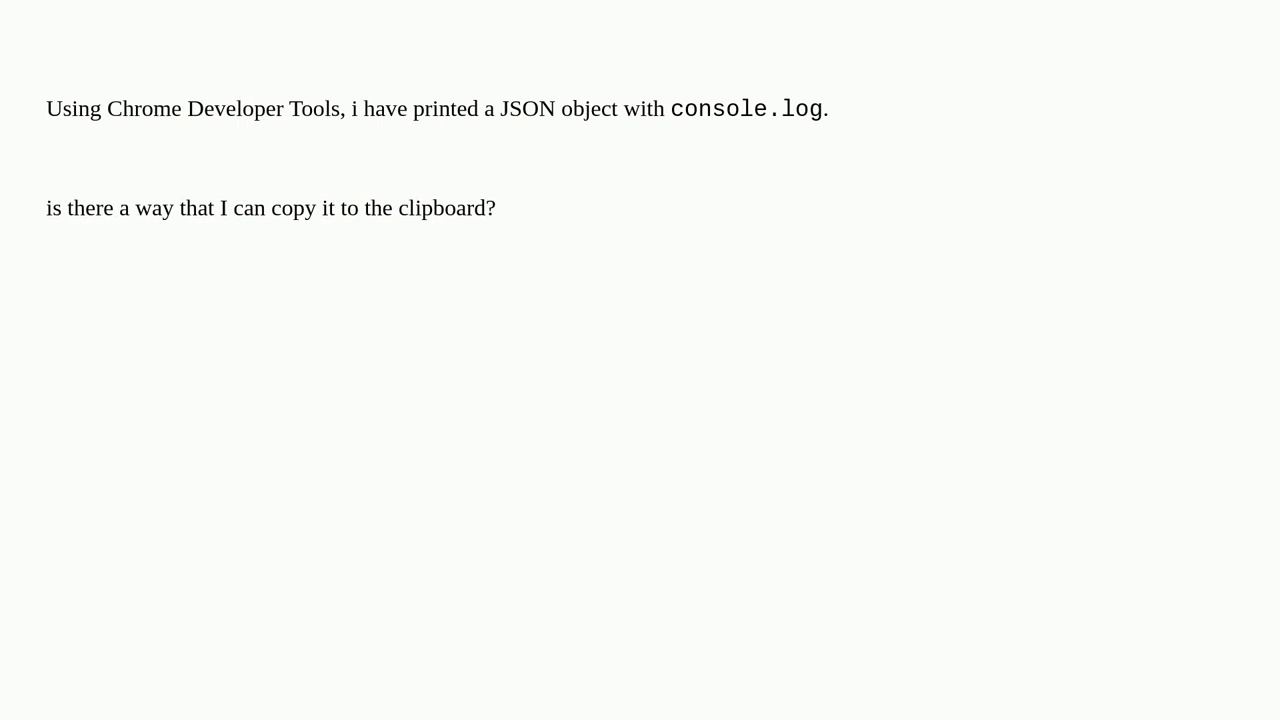 Using Chrome Developer Tools, i have printed a JSON object with console.log.
is there a way that I can copy it to the clipboard?